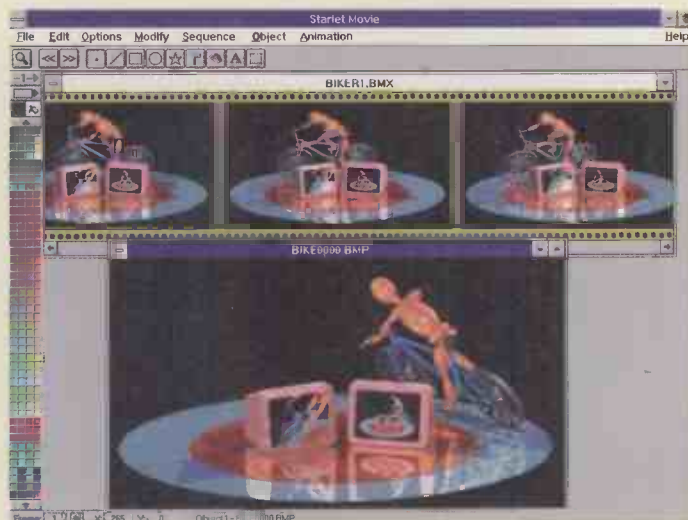 Starlet Movie
File Edit Options Modify Sequence Object Animation Help
A
BIKER1.BMX
BIKE0000 BMP